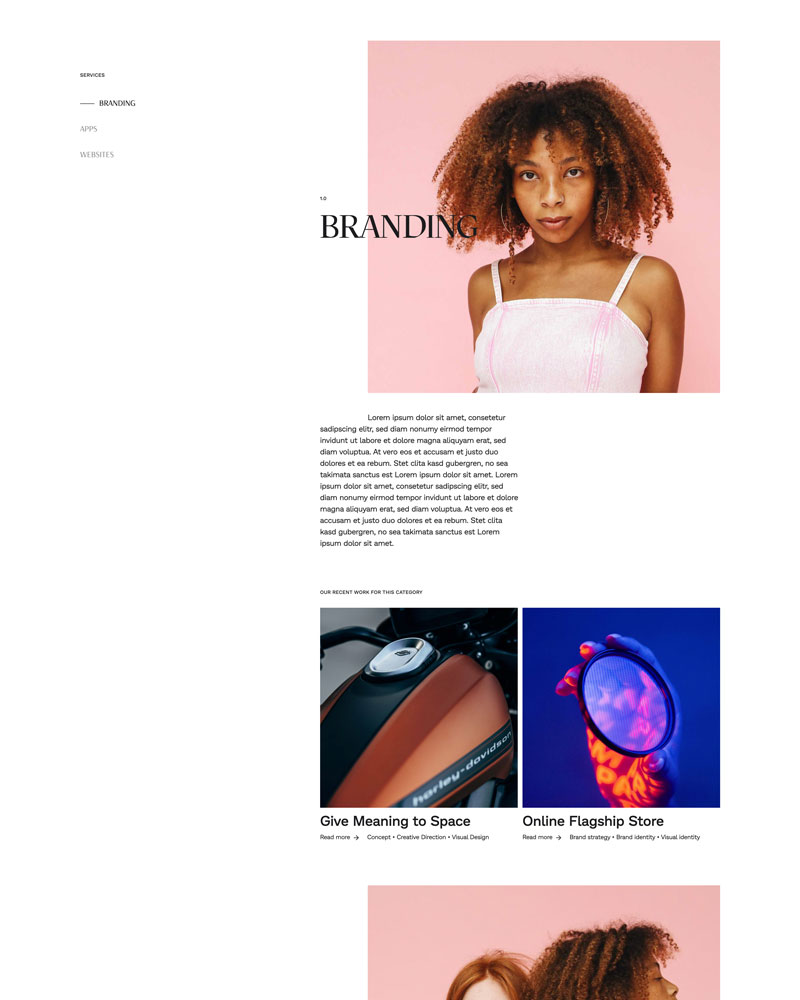 SERVICES
BRANDING
APPS
WEBSITES
1.0
BRANDING
Lorem ipsum dolor sit amet, consetetur
sadipscing elitr, sed diam nonumy eirmod tempor
invidunt ut labore et dolore magna aliquyam erat, sed
diam voluptua. At vero eos et accusam et justo duo
dolores et ea rebum. Stet clita kasd gubergren, no sea
takimata sanctus est Lorem ipsum dolor sit amet. Lorem
ipsum dolor sit amet, consetetur sadipscing elitr, sed
diam nonumy eirmod tempor invidunt ut labore et dolore
magna aliquyam erat, sed diam voluptua. At vero eos et
accusam et justo duo dolores et ea rebum. Stet clita
kasd gubergren, no sea takimata sanctus est Lorem
ipsum dolor sit amet.
OUR RECENT WORK FOR THIS CATEGORY
harley-davidson
Give Meaning to Space
Read more → Concept • Creative Direction • Visual Design
Online Flagship Store
Read more → Brand strategy • Brand identity • Visual identity